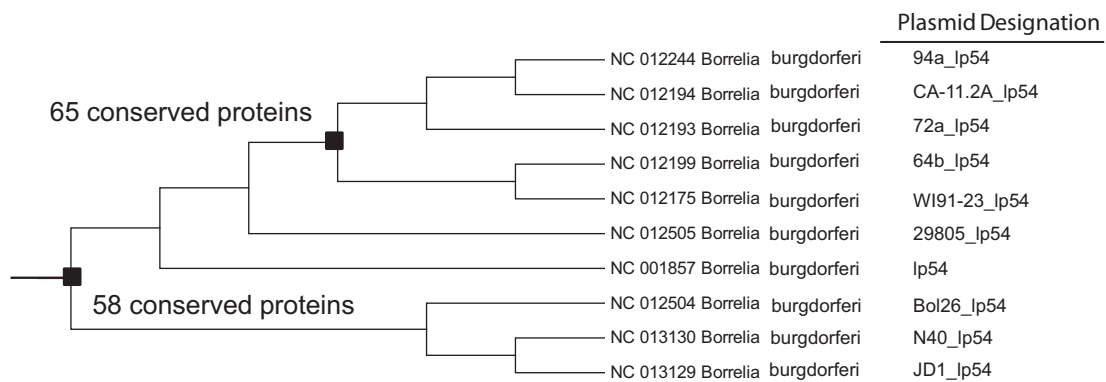 Plasmid Designation
NC 012244 Borrelia burgdorferi 94a_lp54
NC 012194 Borrelia burgdorferi CA-11.2A_lp54
65 conserved proteins
NC 012193 Borrelia burgdorferi 72a_lp54
NC 012199 Borrelia burgdorferi 64b_lp54
NC 012175 Borrelia burgdorferi WI91-23_lp54
NC 012505 Borrelia burgdorferi 29805_lp54
NC 001857 Borrelia burgdorferi lp54
58 conserved proteins
NC 012504 Borrelia burgdorferi Bol26_lp54
NC 013130 Borrelia burgdorferi N40_lp54
NC 013129 Borrelia burgdorferi JD1_lp54